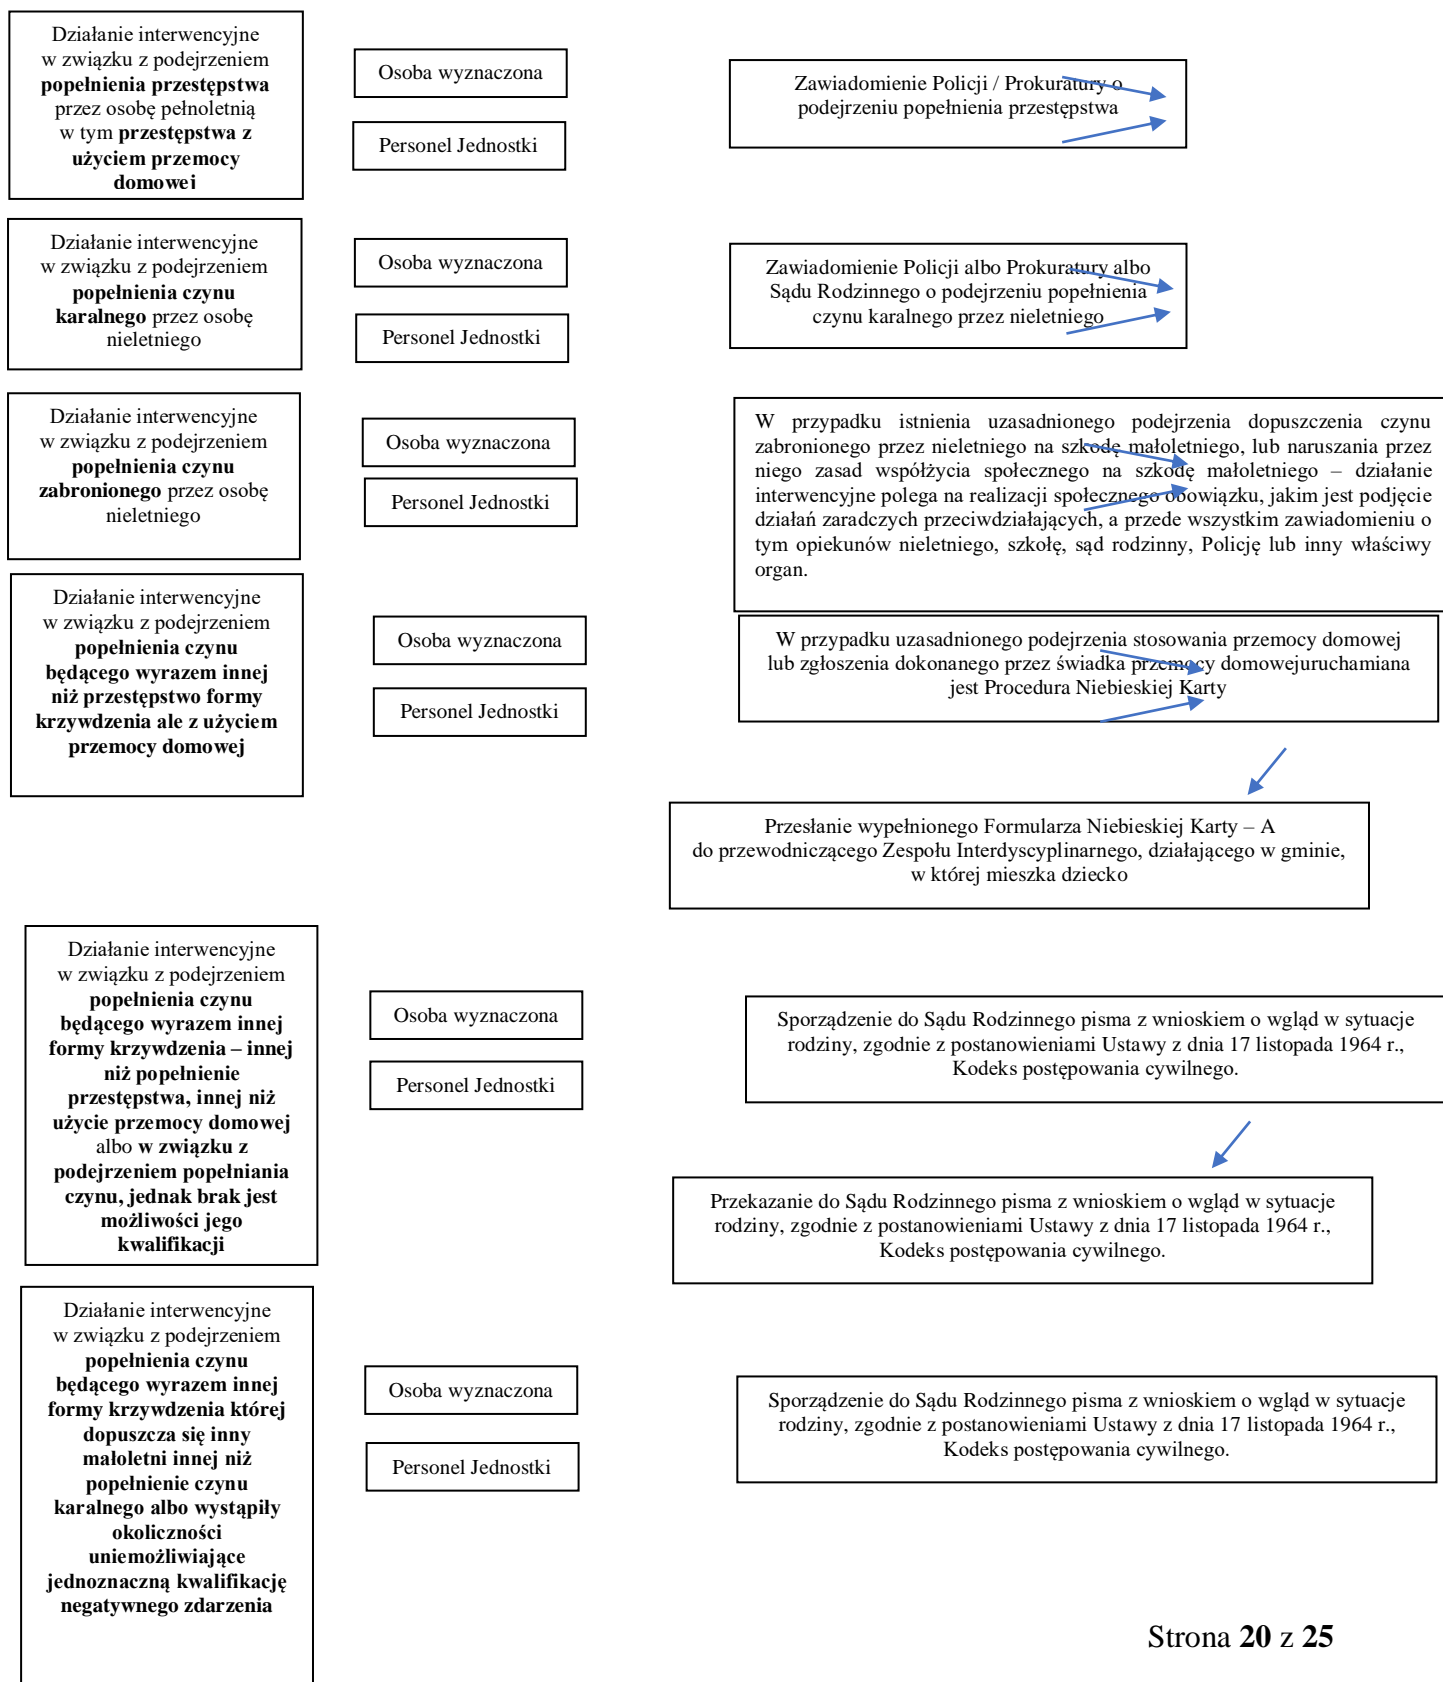 Działanie interwencyjne
w związku z podejrzeniem
popełnienia przestępstwa
przez osobę pełnoletnią
w tym przestępstwa z
użyciem przemocy
domowej
Osoba wyznaczona
Personel Jednostki
Zawiadomienie Policji / Prokuratury o
podejrzeniu popełnienia przestępstwa
Działanie interwencyjne
w związku z podejrzeniem
popełnienia czynu
karalnego przez osobę
nieletniego
Osoba wyznaczona
Personel Jednostki
Zawiadomienie Policji albo Prokuratury albo
Sądu Rodzinnego o podejrzeniu popełnienia
czynu karalnego przez nieletniego
Działanie interwencyjne
w związku z podejrzeniem
popełnienia czynu
zabronionego przez osobę
nieletniego
Osoba wyznaczona
Personel Jednostki
W przypadku istnienia uzasadnionego podejrzenia dopuszczenia czynu
zabronionego przez nieletniego na szkodę małoletniego, lub naruszania przez
niego zasad współżycia społecznego na szkodę małoletniego – działanie
interwencyjne polega na realizacji społecznego obowiązku, jakim jest podjęcie
działań zaradczych przeciwdziałających, a przede wszystkim zawiadomieniu o
tym opiekunów nieletniego, szkołę, sąd rodzinny, Policję lub inny właściwy
organ.
Działanie interwencyjne
w związku z podejrzeniem
popełnienia czynu
będącego wyrazem innej
niż przestępstwo formy
krzywdzenia ale z użyciem
przemocy domowej
Osoba wyznaczona
Personel Jednostki
W przypadku uzasadnionego podejrzenia stosowania przemocy domowej
lub zgłoszenia dokonanego przez świadka przemocy domowejuruchamiana
jest Procedura Niebieskiej Karty
Przesłanie wypełnionego Formularza Niebieskiej Karty – A
do przewodniczącego Zespołu Interdyscyplinarnego, działającego w gminie,
w której mieszka dziecko
Działanie interwencyjne
w związku z podejrzeniem
popełnienia czynu
będącego wyrazem innej
formy krzywdzenia – innej
niż popełnienie
przestępstwa, innej niż
użycie przemocy domowej
albo w związku z
podejrzeniem popełniania
czynu, jednak brak jest
możliwości jego
kwalifikacji
Osoba wyznaczona
Personel Jednostki
Sporządzenie do Sądu Rodzinnego pisma z wnioskiem o wgląd w sytuacje
rodziny, zgodnie z postanowieniami Ustawy z dnia 17 listopada 1964 r.,
Kodeks postępowania cywilnego.
Przekazanie do Sądu Rodzinnego pisma z wnioskiem o wgląd w sytuacje
rodziny, zgodnie z postanowieniami Ustawy z dnia 17 listopada 1964 r.,
Kodeks postępowania cywilnego.
Działanie interwencyjne
w związku z podejrzeniem
popełnienia czynu
będącego wyrazem innej
formy krzywdzenia której
dopuszcza się inny
małoletni innej niż
popełnienie czynu
karalnego albo wystąpiły
okoliczności
uniemożliwiające
jednoznaczną kwalifikację
negatywnego zdarzenia
Osoba wyznaczona
Personel Jednostki
Sporządzenie do Sądu Rodzinnego pisma z wnioskiem o wgląd w sytuacje
rodziny, zgodnie z postanowieniami Ustawy z dnia 17 listopada 1964 r.,
Kodeks postępowania cywilnego.
Strona 20 z 25